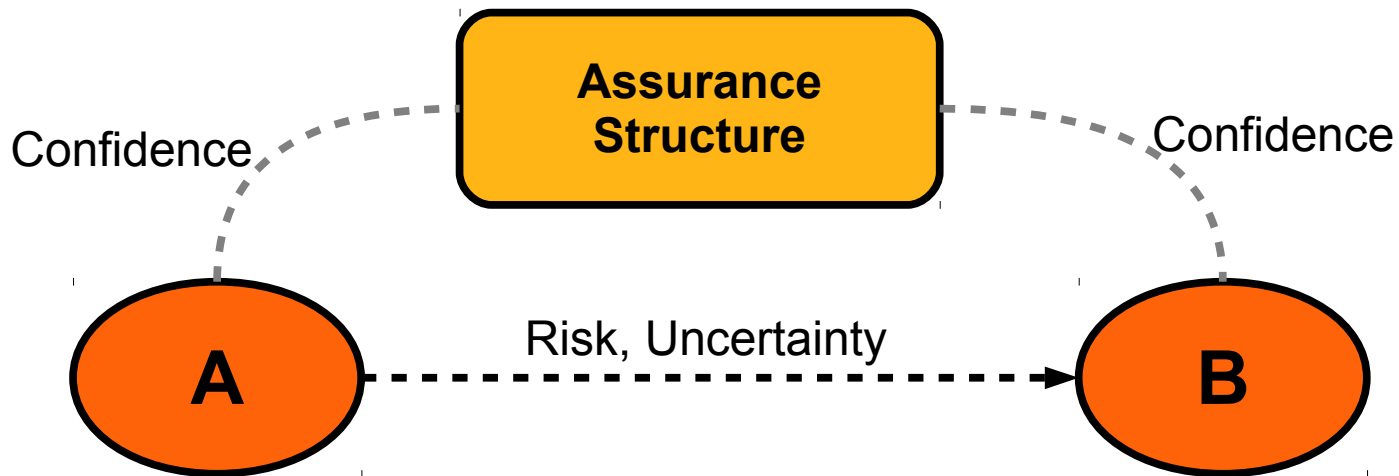 Assurance
Structure
Confidence
Confidence
Risk, Uncertainty
A
B